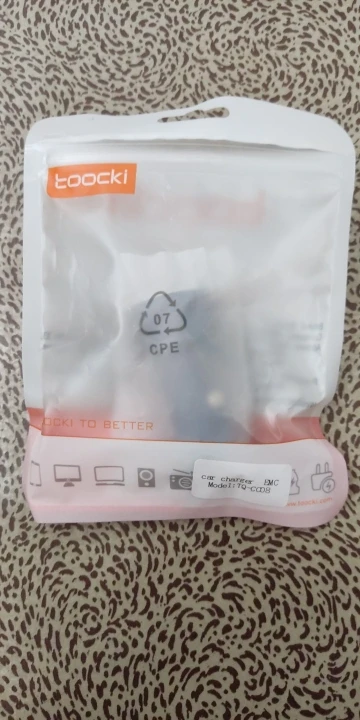 toocki
07
CPE
OCKI TO BETTER
car charger EMC
Model:TQ-CC08